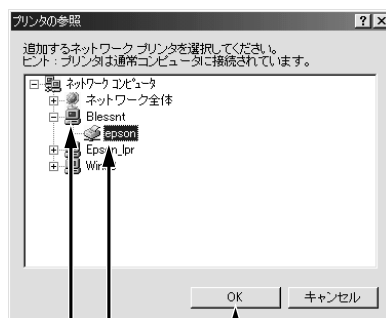 プリンタの参照
追加するネットワーク プリンタを選択してください。
ヒント : プリンタは通常コンピュータに接続されています。
ネットワーク コンピュータ
ネットワーク全体
Blessnt
epson
OK
キャンセル